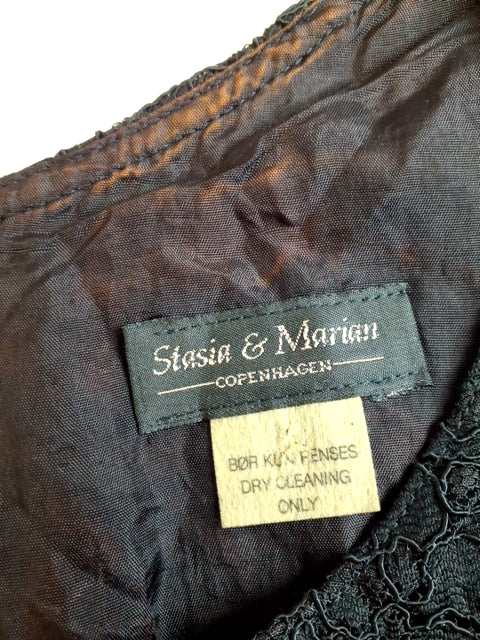 Stasia & Marian
COPENHAGEN
BØR KUN RENSES
DRY CLEANING
ONLY